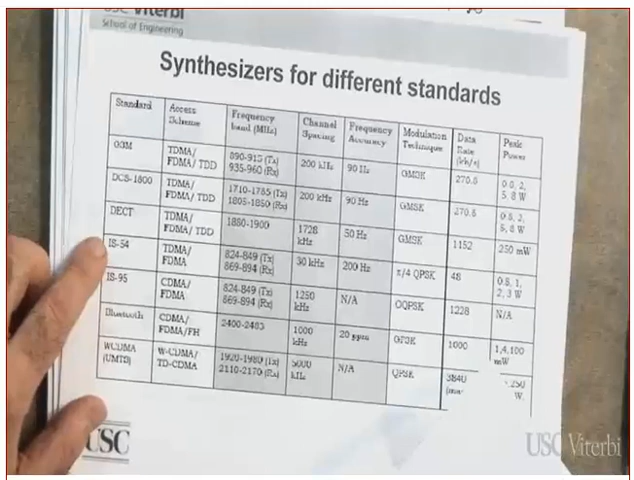 USC Viterbi
School of Engineering
Synthesizers for different standards
Standard Access Scheme Frequency band (MHz) Channel Spacing Frequency Accuracy Modulation Technique Data Rate (kb/s) Peak Power
GSM TDMA/ FDMA/ TDD 890-915 (Tx) 935-960 (Rx) 200 kHz 90 Hz GMSK 270.8 0.8, 2, 5, 8 W
DCS-1800 TDMA/ FDMA/ TDD 1710-1785 (Tx) 1805-1850 (Rx) 200 kHz 90 Hz GMSK 270.8 0.8, 2, 5, 8 W
DECT TDMA/ FDMA/ TDD 1880-1900 1728 kHz 50 Hz GMSK 1152 250 mW
IS-54 TDMA/ FDMA 824-849 (Tx) 869-894 (Rx) 30 kHz 200 Hz π/4 QPSK 48 0.8, 1, 2, 3 W
IS-95 CDMA/ FDMA 824-849 (Tx) 869-894 (Rx) 1250 kHz N/A OQPSK 1228 N/A
Bluetooth CDMA/ FDMA/FH 2400-2483 1000 kHz 20 ppm GFSK 1000 1,4,100 mW
WCDMA (UMTS) W-CDMA/ TD-CDMA 1920-1980 (Tx) 2110-2170 (Rx) 5000 kHz N/A QPSK 3840 (max) W.
USC
USC Viterbi